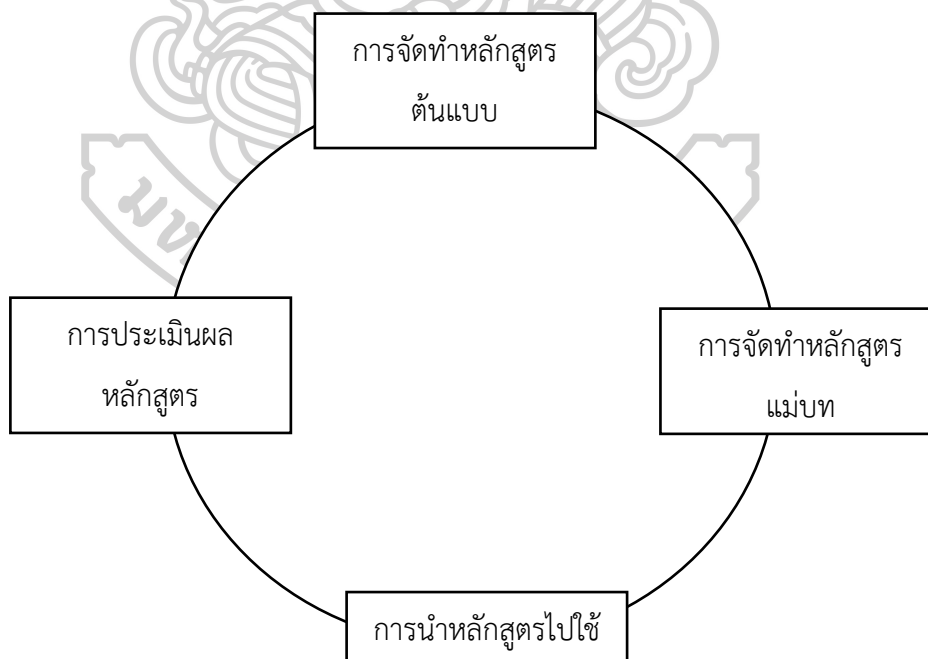 การจัดทำหลักสูตร
ต้นแบบ
การประเมินผล
หลักสูตร
การจัดทำหลักสูตร
แม่บท
การนำหลักสูตรไปใช้